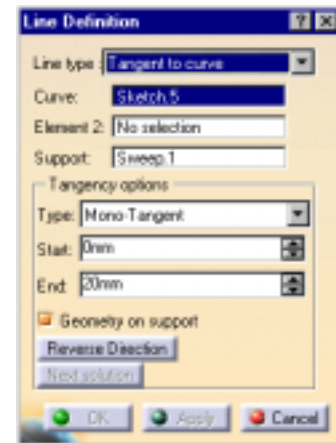 Line Definition
Line type : Tangent to curve
Curve: Sketch.5
Element 2: No selection
Support: Sweep.1
Tangency options
Type: Mono-Tangent
Start: 0mm
End: 20mm
Geometry on support
Reverse Direction
Next solution
OK Apply Cancel